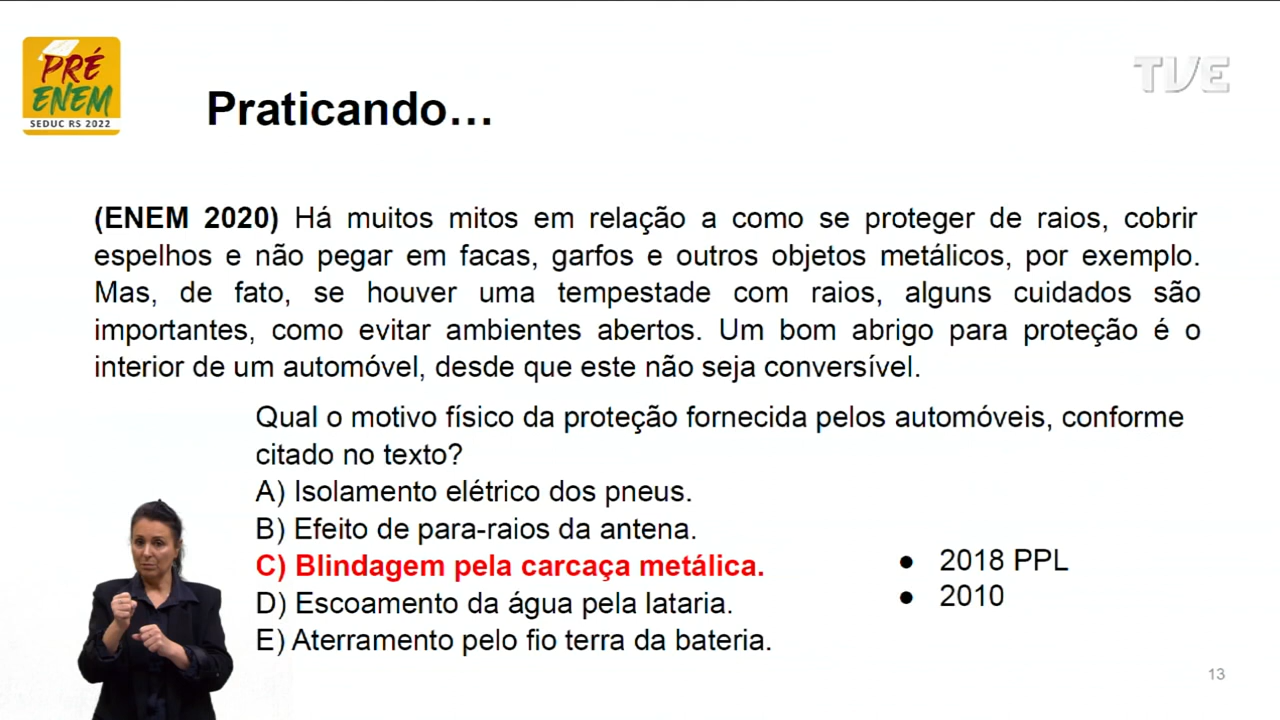 PRÉ
ENEM
SEDUC RS 2022
TVE
Praticando...
(ENEM 2020) Há muitos mitos em relação a como se proteger de raios, cobrir
espelhos e não pegar em facas, garfos e outros objetos metálicos, por exemplo.
Mas, de fato, se houver uma tempestade com raios, alguns cuidados são
importantes, como evitar ambientes abertos. Um bom abrigo para proteção é o
interior de um automóvel, desde que este não seja conversível.
Qual o motivo físico da proteção fornecida pelos automóveis, conforme
citado no texto?
A) Isolamento elétrico dos pneus.
B) Efeito de para-raios da antena.
C) Blindagem pela carcaça metálica.
D) Escoamento da água pela lataria.
E) Aterramento pelo fio terra da bateria.
● 2018 PPL
● 2010
13